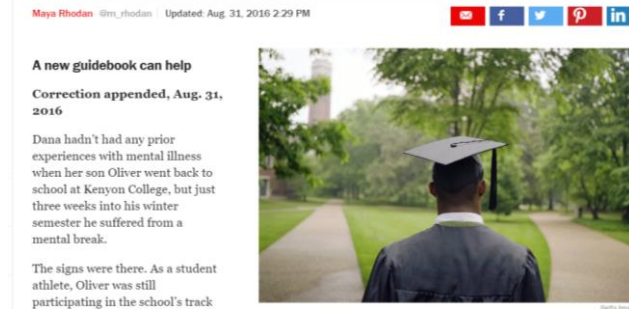 Maya Rhodan @m_rhodan Updated: Aug. 31, 2016 2:29 PM
A new guidebook can help
Correction appended, Aug. 31,
2016
Dana hadn't had any prior
experiences with mental illness
when her son Oliver went back to
school at Kenyon College, but just
three weeks into his winter
semester he suffered from a
mental break.
The signs were there. As a student
athlete, Oliver was still
participating in the school's track